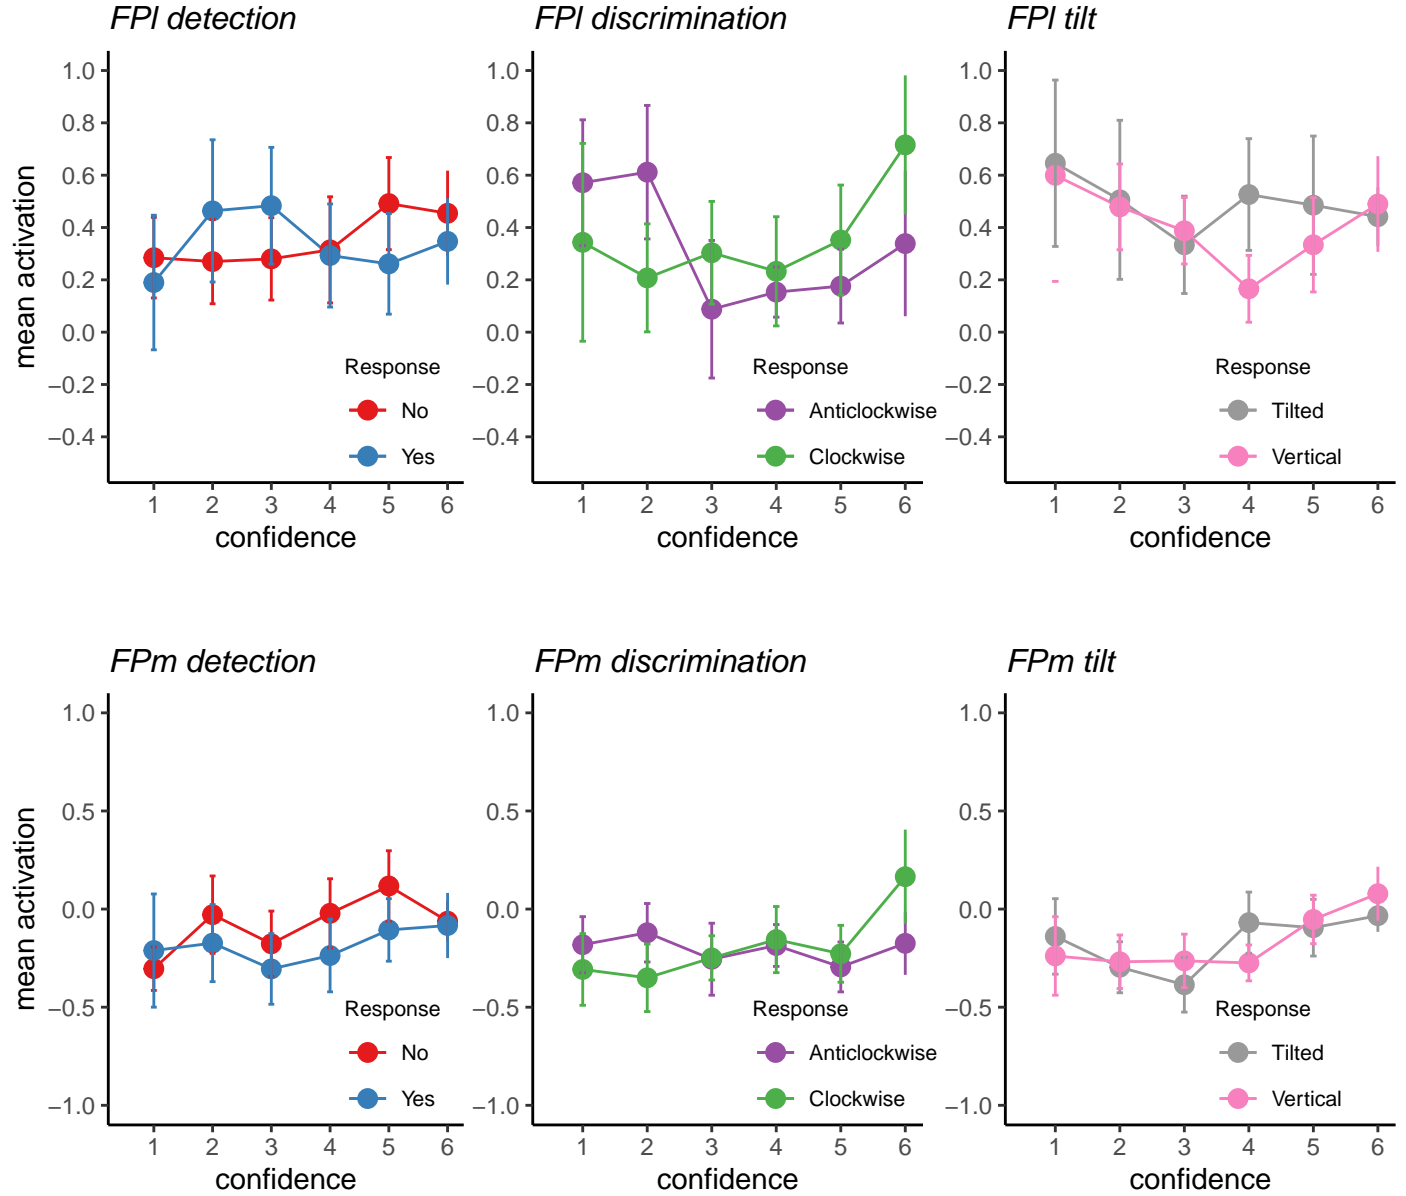 FPl detection
FPl discrimination
FPl tilt
mean activation
1.0
0.8
0.6
0.4
0.2
0.0
−0.2
−0.4
Response
No
Yes
1 2 3 4 5 6
confidence
1.0
0.8
0.6
0.4
0.2
0.0
−0.2
−0.4
Response
Anticlockwise
Clockwise
1 2 3 4 5 6
confidence
1.0
0.8
0.6
0.4
0.2
0.0
−0.2
−0.4
Response
Tilted
Vertical
1 2 3 4 5 6
confidence
FPm detection
FPm discrimination
FPm tilt
mean activation
1.0
0.5
0.0
−0.5
−1.0
Response
No
Yes
1 2 3 4 5 6
confidence
1.0
0.5
0.0
−0.5
−1.0
Response
Anticlockwise
Clockwise
1 2 3 4 5 6
confidence
1.0
0.5
0.0
−0.5
−1.0
Response
Tilted
Vertical
1 2 3 4 5 6
confidence